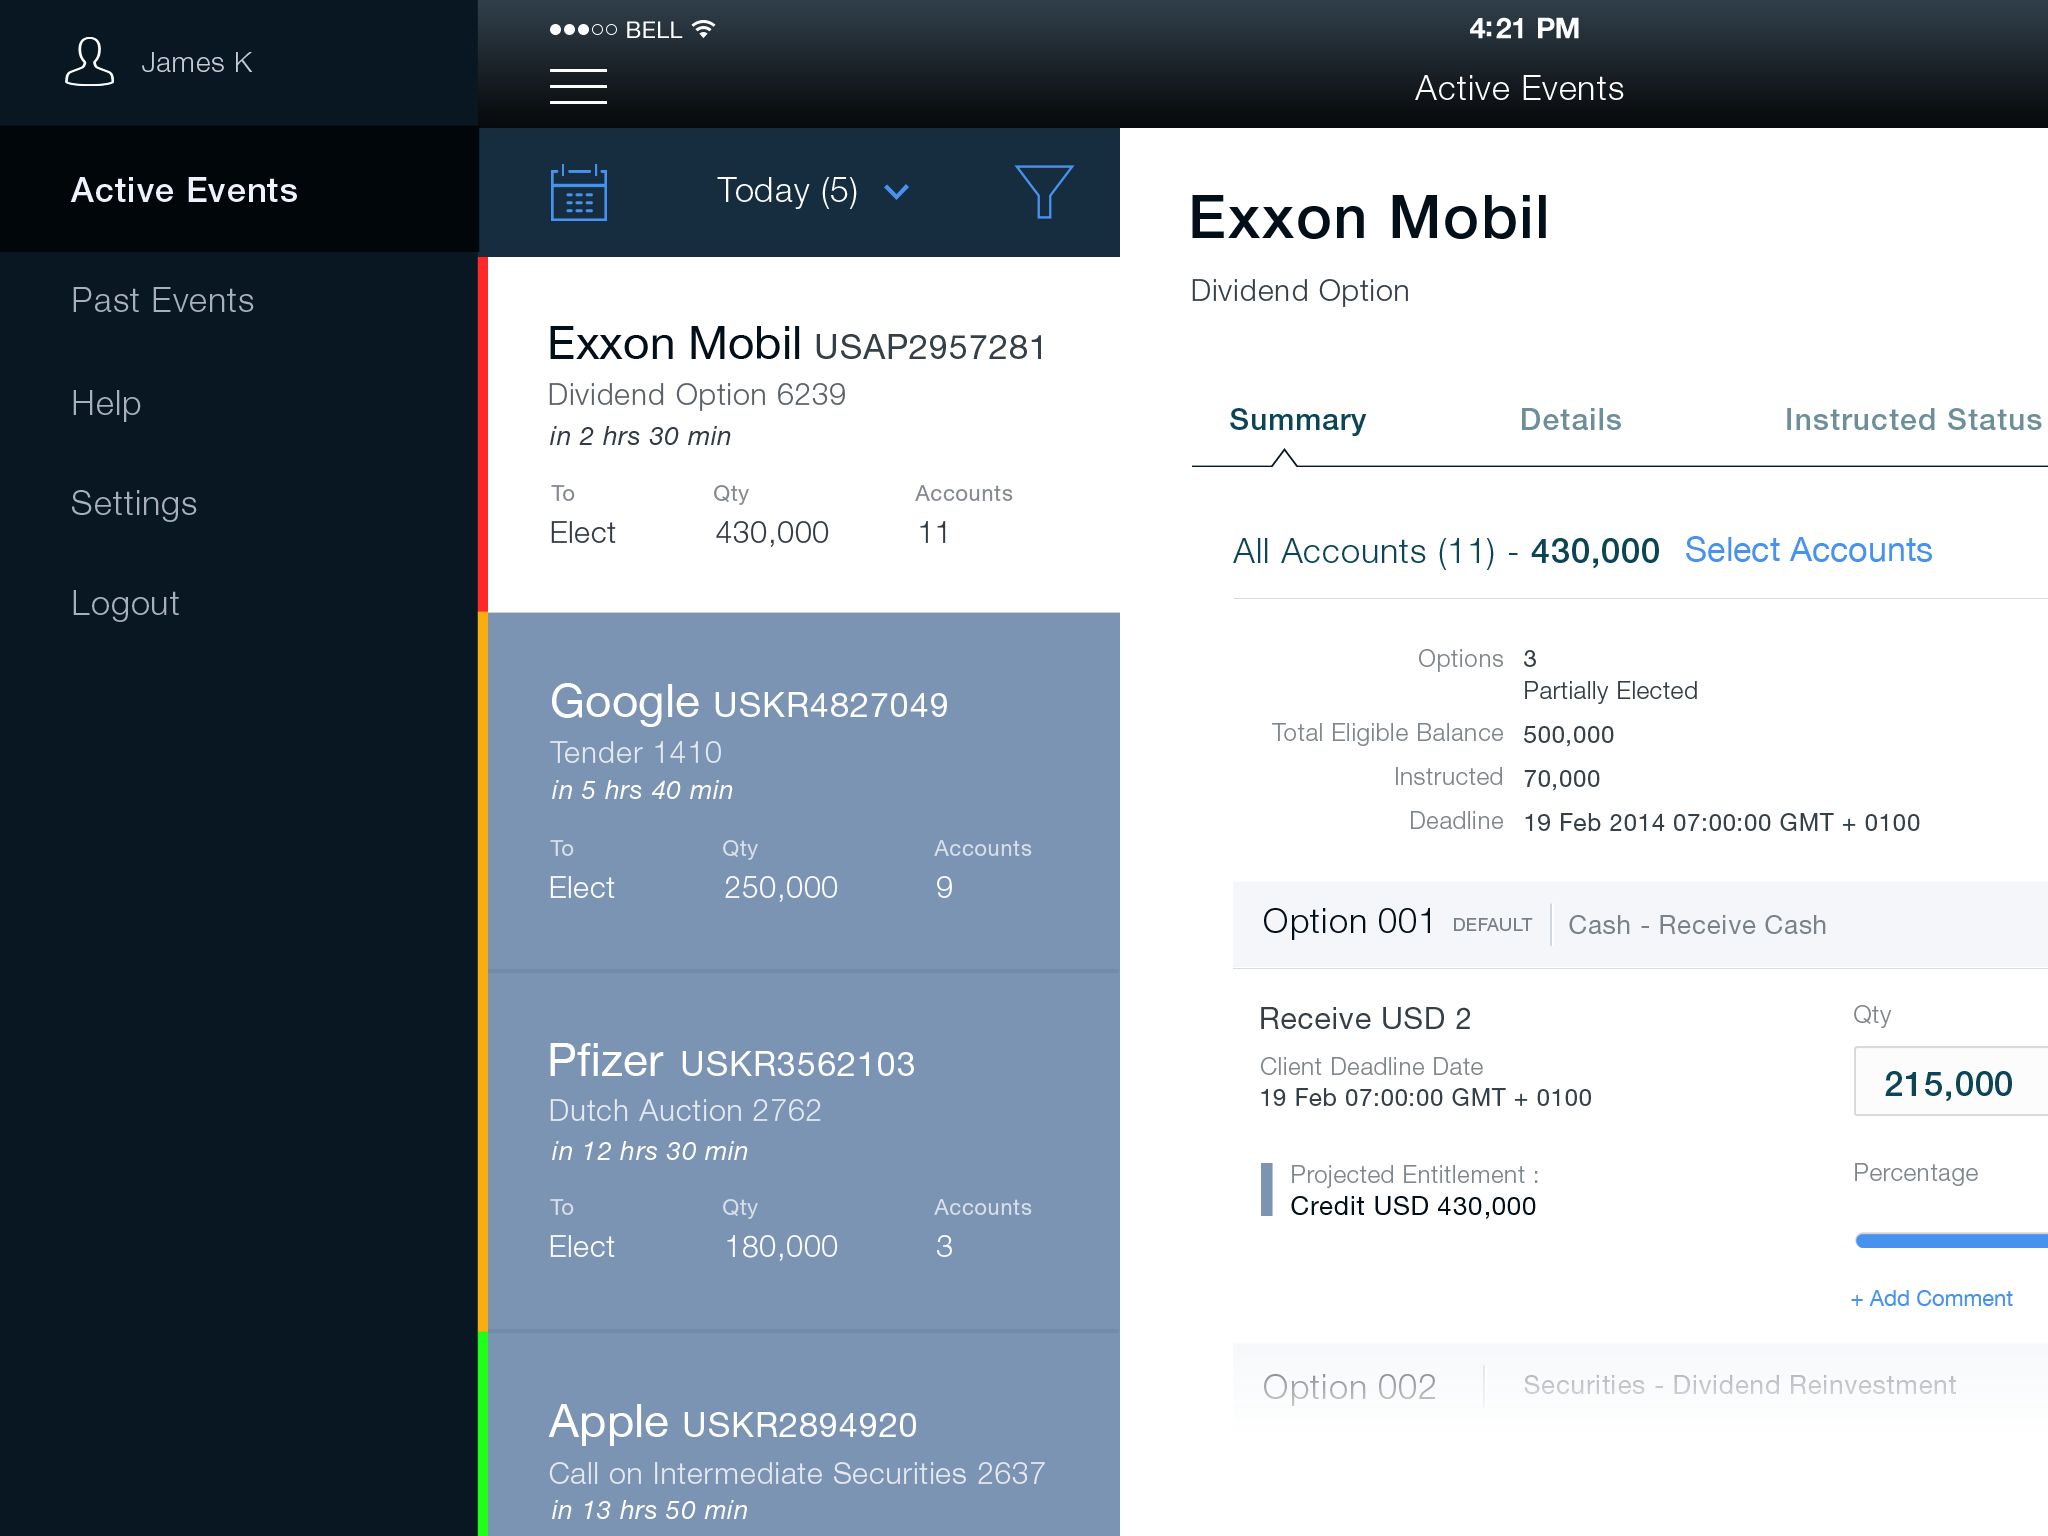 James K
Active Events
Past Events
Help
Settings
Logout
BELL
4:21 PM
Active Events
Today (5)
Exxon Mobil USAP2957281
Dividend Option 6239
in 2 hrs 30 min
To Qty Accounts
Elect 430,000 11
Google USKR4827049
Tender 1410
in 5 hrs 40 min
To Qty Accounts
Elect 250,000 9
Pfizer USKR3562103
Dutch Auction 2762
in 12 hrs 30 min
To Qty Accounts
Elect 180,000 3
Apple USKR2894920
Call on Intermediate Securities 2637
in 13 hrs 50 min
Exxon Mobil
Dividend Option
Summary Details Instructed Status
All Accounts (11) - 430,000 Select Accounts
Options 3
Partially Elected
Total Eligible Balance 500,000
Instructed 70,000
Deadline 19 Feb 2014 07:00:00 GMT + 0100
Option 001 DEFAULT Cash - Receive Cash
Receive USD 2
Client Deadline Date
19 Feb 07:00:00 GMT + 0100
Projected Entitlement :
Credit USD 430,000
Qty
215,000
Percentage
+ Add Comment
Option 002 Securities - Dividend Reinvestment